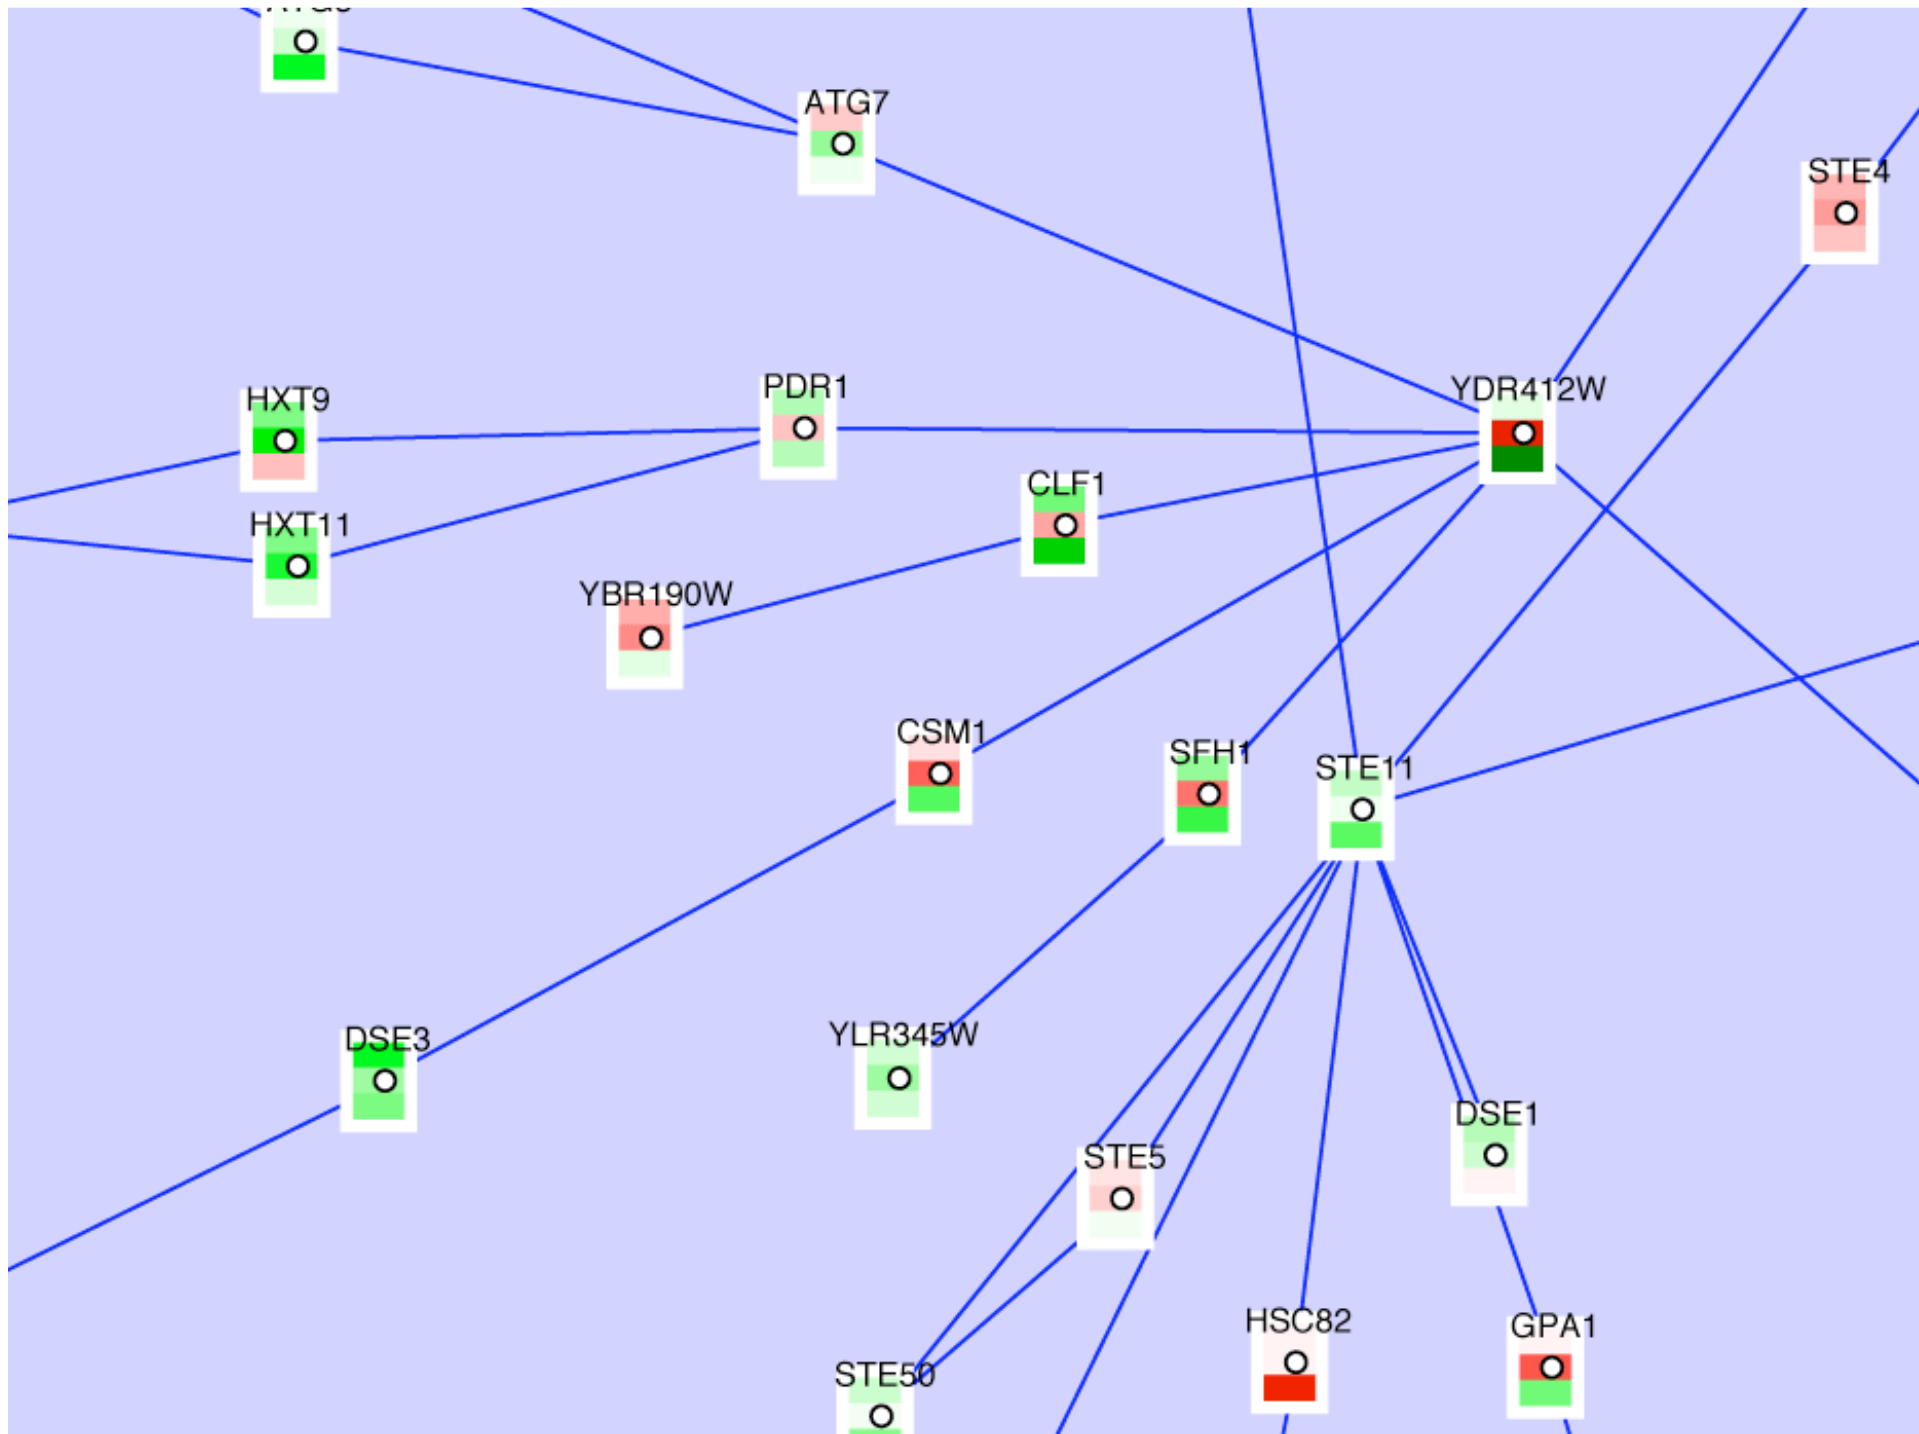 ATG7
STE4
HXT9
PDR1
YDR412W
CLF1
HXT11
YBR190W
CSM1
SFH1
STE11
DSE3
YLR345W
DSE1
STE5
HSC82
GPA1
STE50